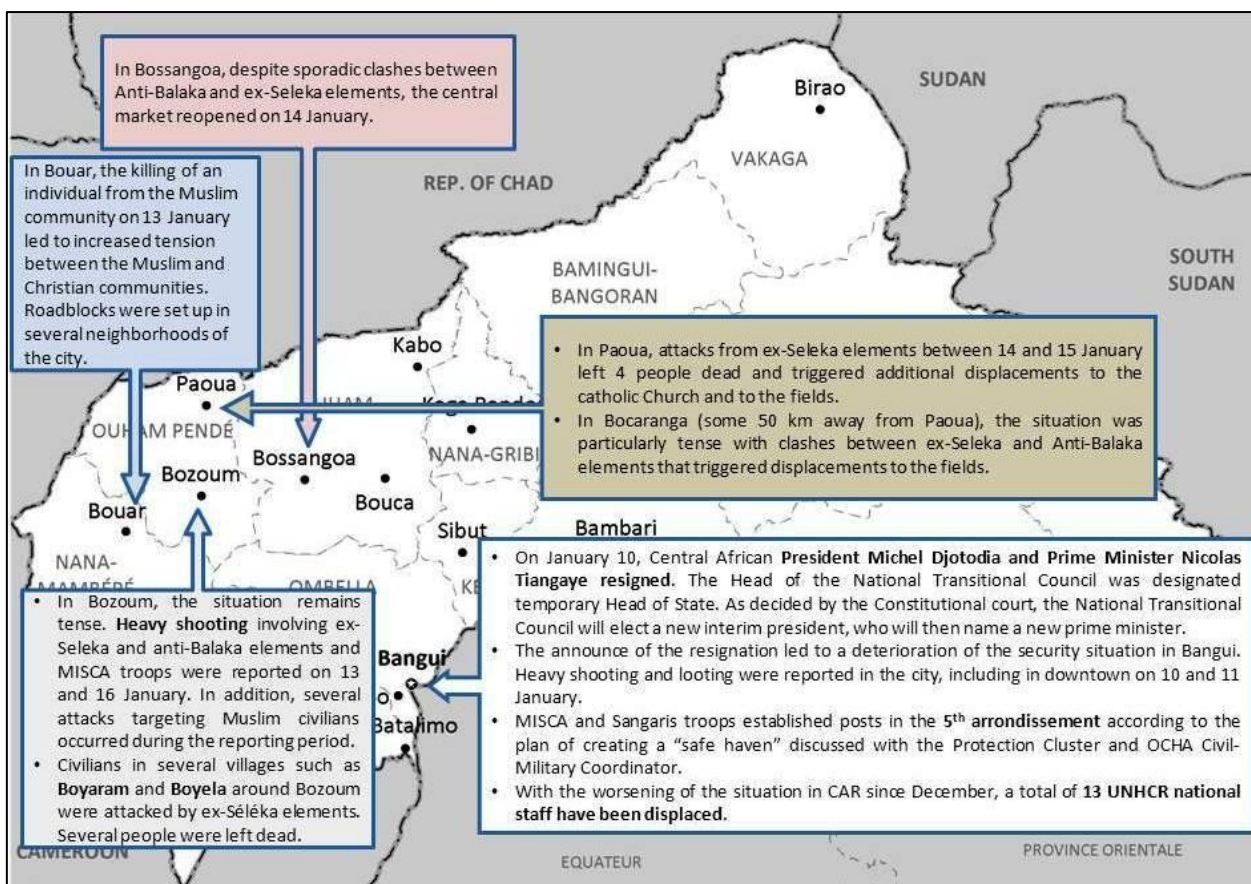 In Bossangoa, despite sporadic clashes between
Anti-Balaka and ex-Seleka elements, the central
market reopened on 14 January.
SUDAN
Birao
VAKAGA
In Bouar, the killing of an
individual from the Muslim
community on 13 January
led to increased tension
between the Muslim and
Christian communities.
Roadblocks were set up in
several neighborhoods of
the city.
REP. OF CHAD
SOUTH
SUDAN
BAMINGUI-
BANGORAN
Kabo
Paoua
OUHAM PENDÉ
NANA-GRIBI
Bossangoa
Bozoum
Bouca
Bouar
Sibut
Bambari
NANA-
MAMBÉRÉ
OMBELLA
• In Paoua, attacks from ex-Seleka elements between 14 and 15 January
left 4 people dead and triggered additional displacements to the
catholic Church and to the fields.
• In Bocaranga (some 50 km away from Paoua), the situation was
particularly tense with clashes between ex-Seleka and Anti-Balaka
elements that triggered displacements to the fields.
• In Bozoum, the situation remains
tense. Heavy shooting involving ex-
Seleka and anti-Balaka elements and
MISCA troops were reported on 13
and 16 January. In addition, several
attacks targeting Muslim civilians
occurred during the reporting period.
• Civilians in several villages such as
Boyaram and Boyela around Bozoum
were attacked by ex-Séléka elements.
Several people were left dead.
Bangui
Batalimo
• On January 10, Central African President Michel Djotodia and Prime Minister Nicolas
Tiangaye resigned. The Head of the National Transitional Council was designated
temporary Head of State. As decided by the Constitutional court, the National Transitional
Council will elect a new interim president, who will then name a new prime minister.
• The announce of the resignation led to a deterioration of the security situation in Bangui.
Heavy shooting and looting were reported in the city, including in downtown on 10 and 11
January.
• MISCA and Sangaris troops established posts in the 5th arrondissement according to the
plan of creating a "safe haven" discussed with the Protection Cluster and OCHA Civil-
Military Coordinator.
• With the worsening of the situation in CAR since December, a total of 13 UNHCR national
staff have been displaced.
CAMEROON
EQUATEUR
PROVINCE ORIENTALE